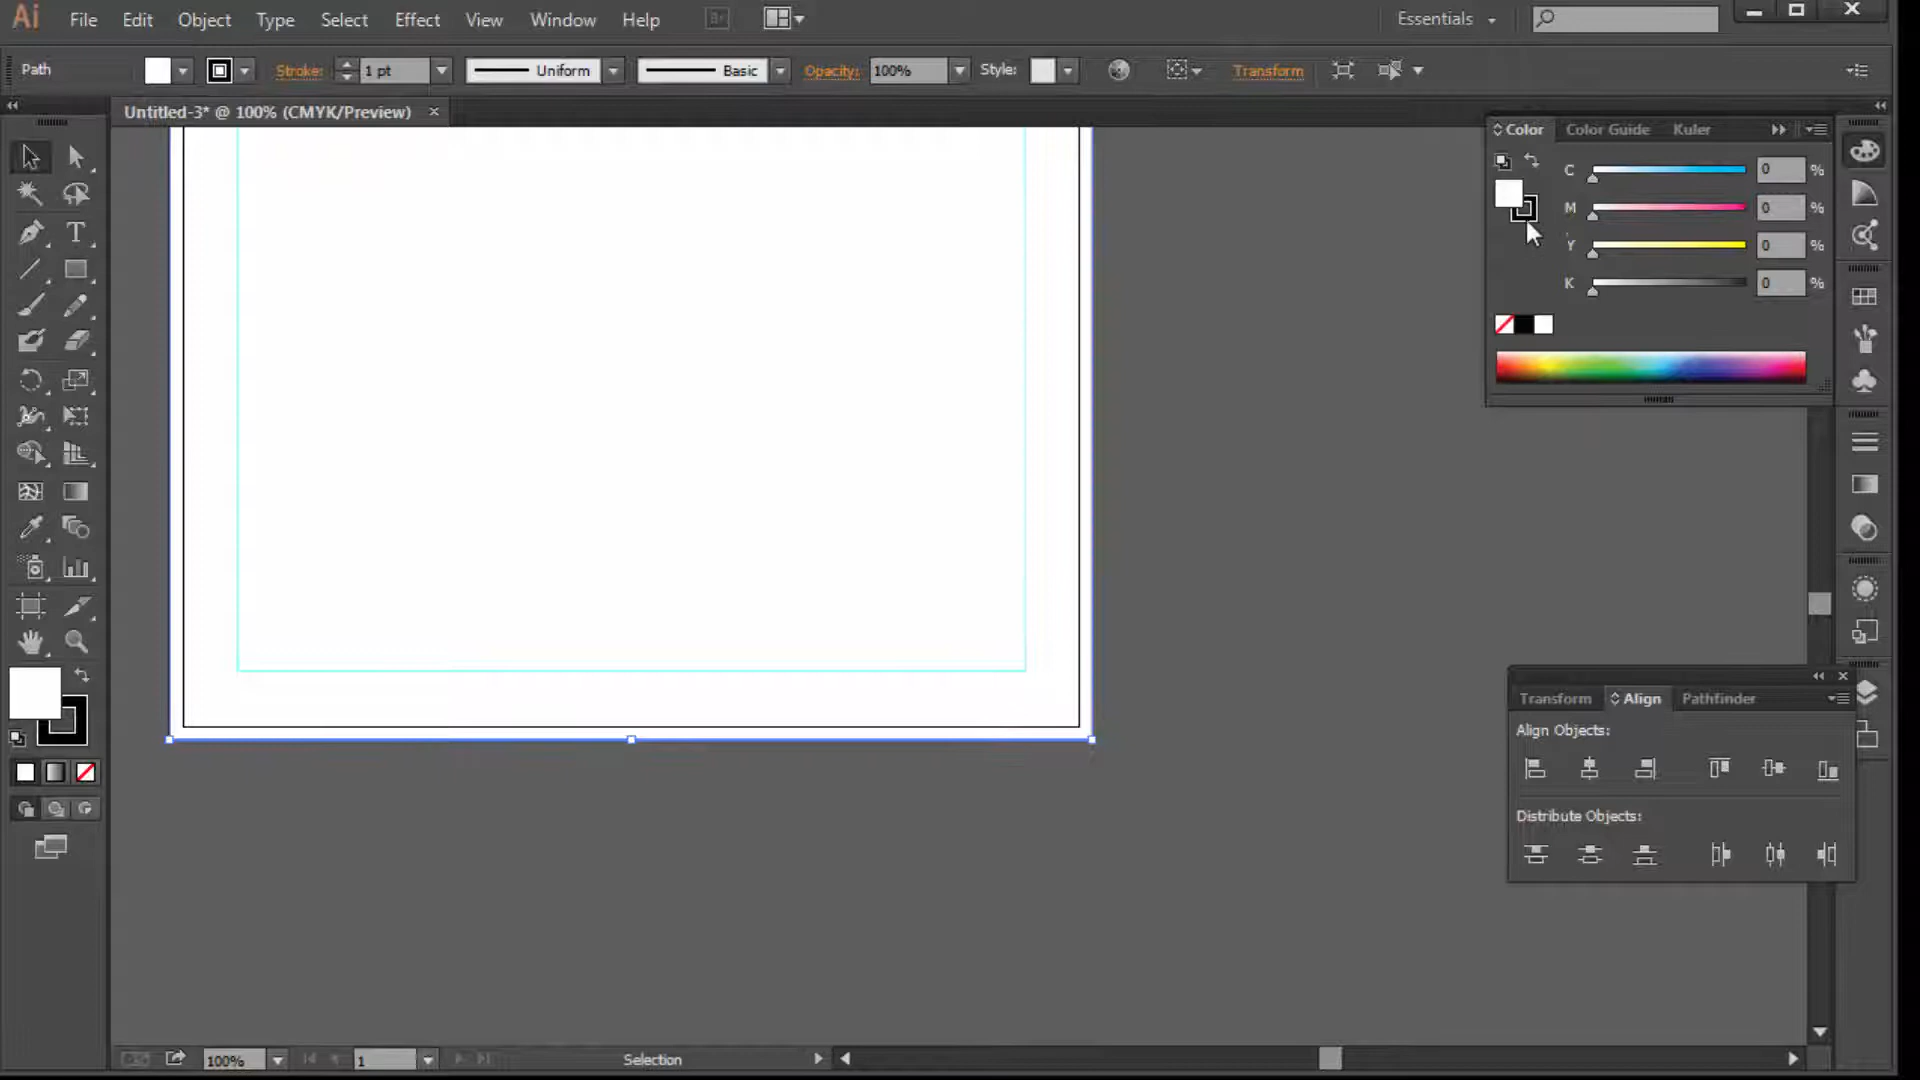 Ai File Edit Object Type Select Effect View Window Help Br Essentials
Path Stroke: 1 pt Uniform Basic Opacity: 100% Style: Transform
Untitled-3* @ 100% (CMYK/Preview) ×
Color Color Guide Kuler
C 0 %
M 0 %
Y 0 %
K 0 %
T
Transform Align Pathfinder
Align Objects:
Distribute Objects:
100% 1 Selection